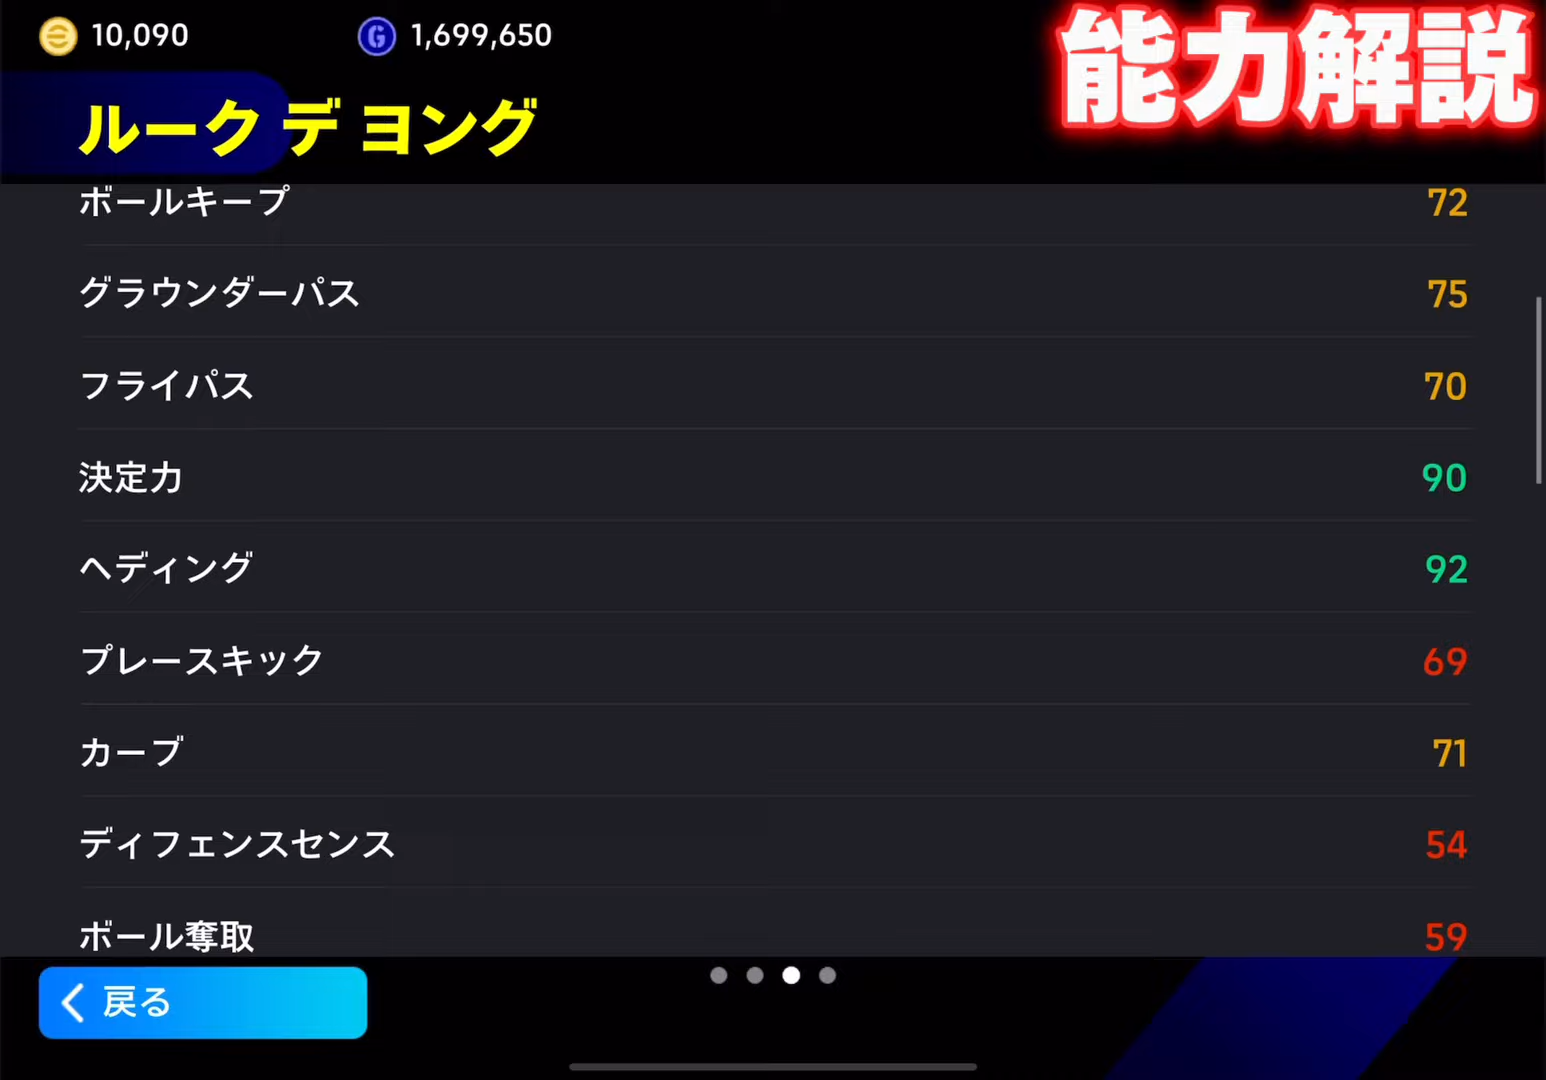 10,090 1,699,650
能力解説
ルーク デ ヨング
ボールキープ 72
グラウンダーパス 75
フライパス 70
決定力 90
ヘディング 92
プレースキック 69
カーブ 71
ディフェンスセンス 54
ボール奪取 59
戻る